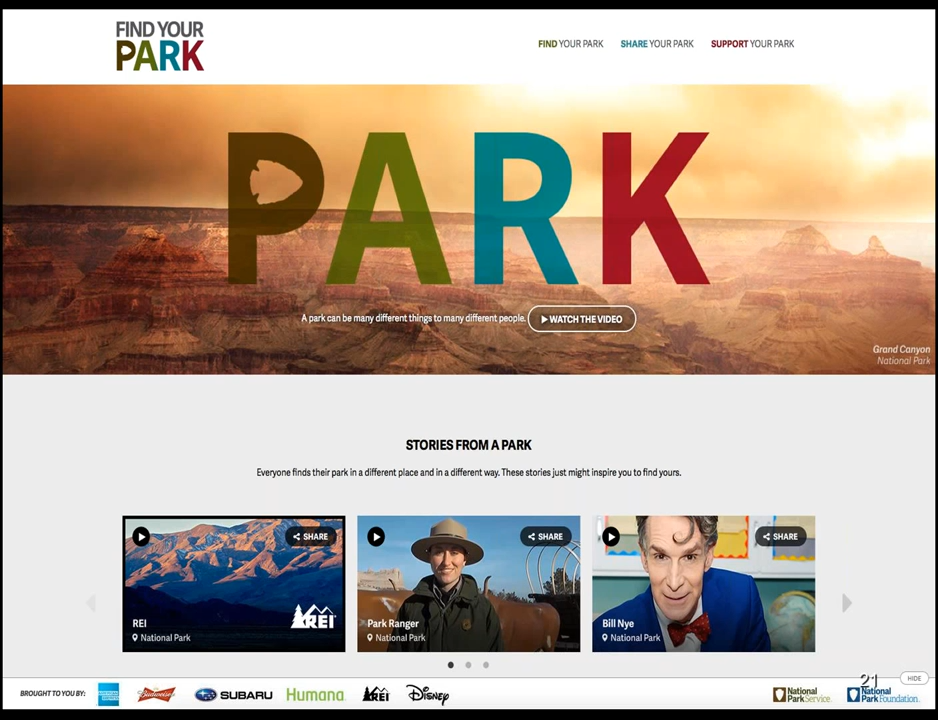 FIND YOUR
PARK
FIND YOUR PARK SHARE YOUR PARK SUPPORT YOUR PARK
PARK
A park can be many different things to many different people. WATCH THE VIDEO
Grand Canyon
National Park
STORIES FROM A PARK
Everyone finds their park in a different place and in a different way. These stories just might inspire you to find yours.
SHARE
REI
REI
National Park
SHARE
Park Ranger
National Park
SHARE
Bill Nye
National Park
BROUGHT TO YOU BY:
Budweiser
SUBARU
Humana
REI
Disney
National
Park Service.
National
Park Foundation.
21
HIDE